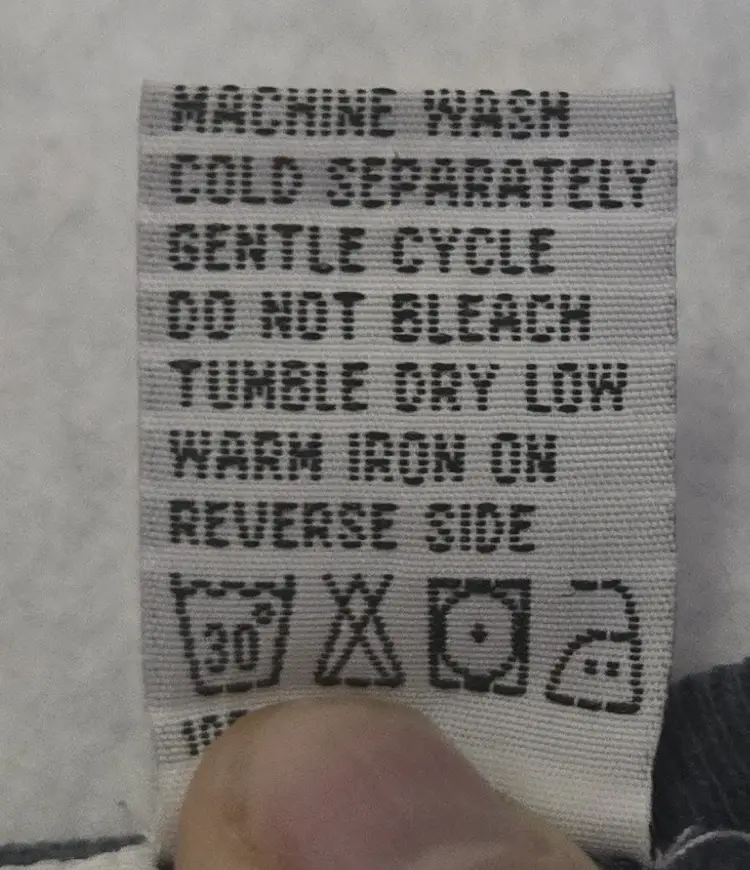 MACHINE WASH
COLD SEPARATELY
GENTLE CYCLE
DO NOT BLEACH
TUMBLE DRY LOW
WARM IRON ON
REVERSE SIDE
30°